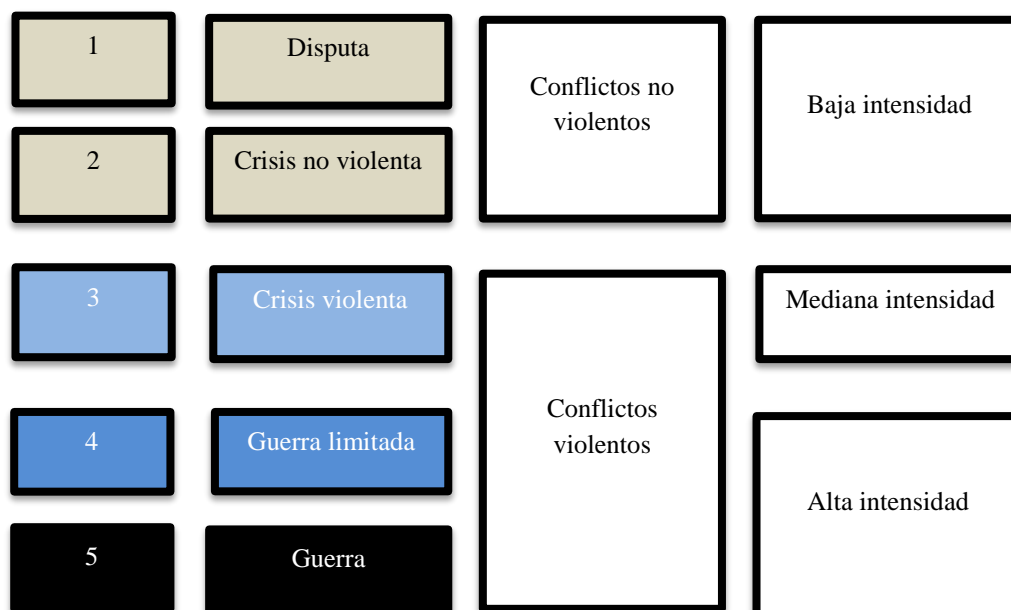 1
Disputa
Conflictos no
violentos
Baja intensidad
2
Crisis no violenta
3
Crisis violenta
Mediana intensidad
4
Guerra limitada
Conflictos
violentos
Alta intensidad
5
Guerra